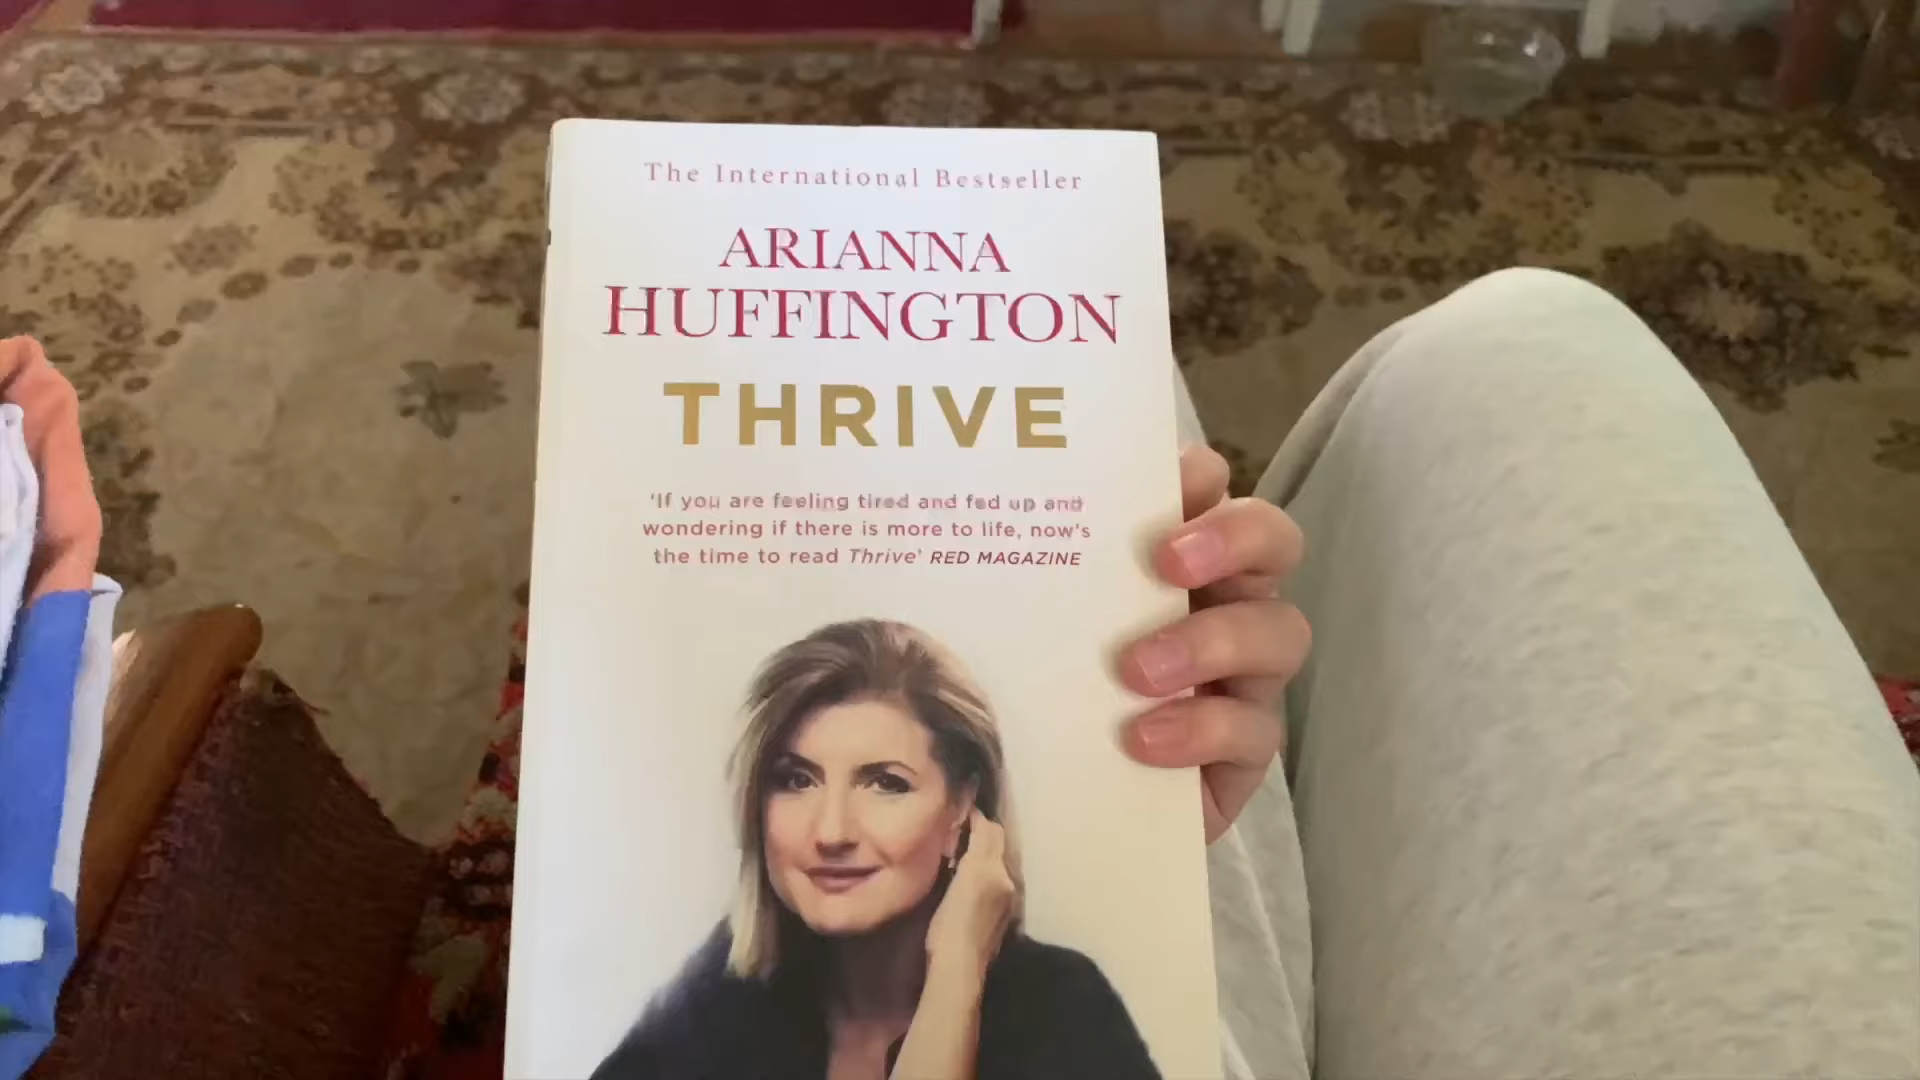 The International Bestseller
ARIANNA
HUFFINGTON
THRIVE
‘If you are feeling tired and fed up and
wondering if there is more to life, now's
the time to read Thrive’ RED MAGAZINE